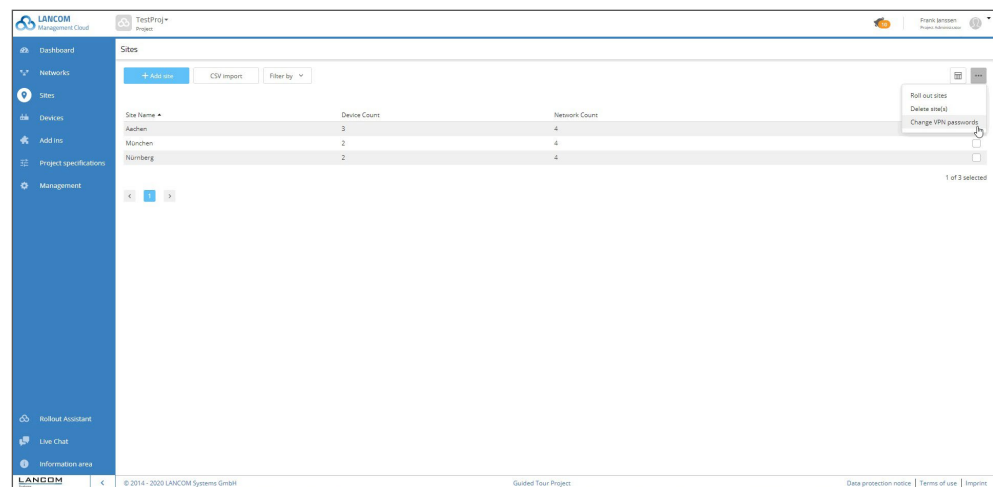 LANCOM
Management Cloud
TestProj
Project
Frank Janssen
Project Administrator
Dashboard
Networks
Sites
Devices
Add ins
Project specifications
Management
Rollout Assistant
Live Chat
Information area
LANCOM
Sites
+ Add site
CSV import
Filter by
Roll out sites
Delete site(s)
Change VPN passwords
Site Name Device Count Network Count
Aachen 3 4
München 2 4
Nürnberg 2 4
1 of 3 selected
< 1 >
© 2014 - 2020 LANCOM Systems GmbH
Guided Tour Project
Data protection notice | Terms of use | Imprint